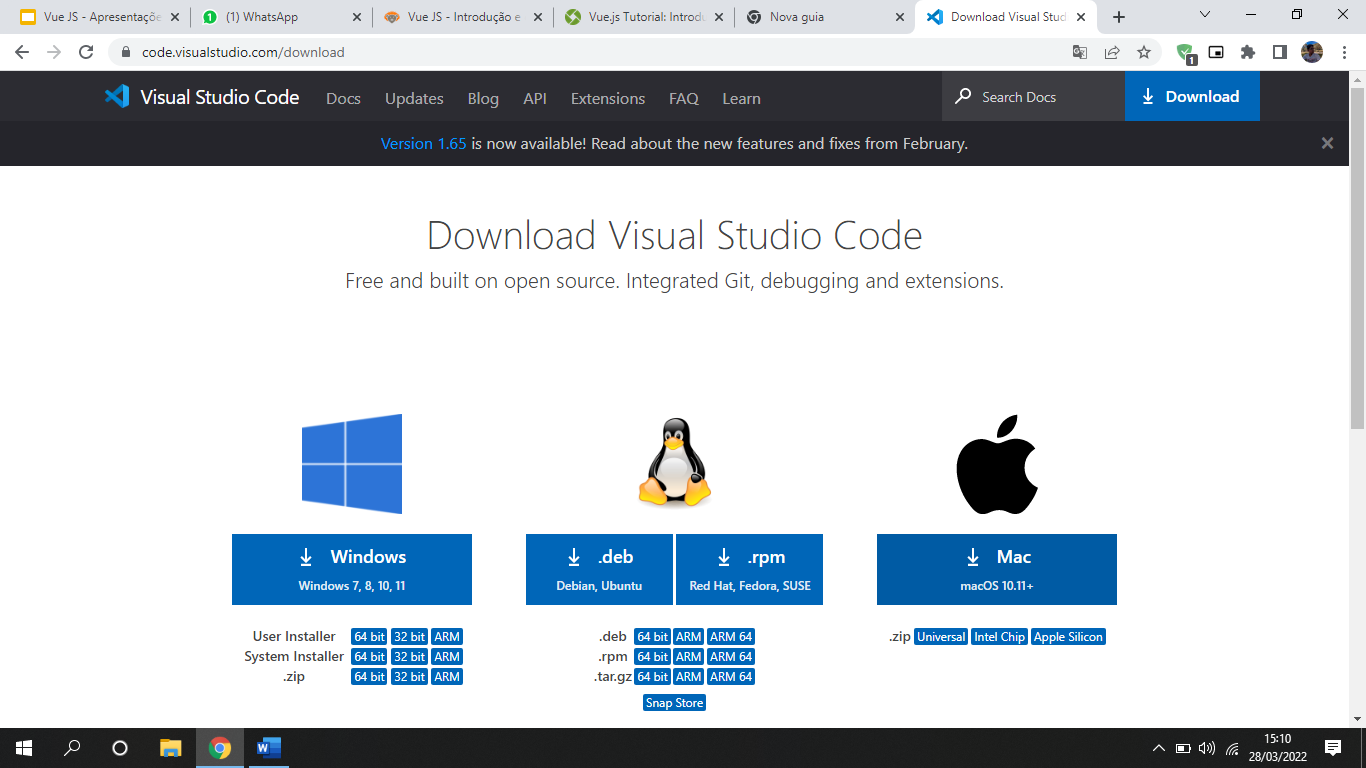 Vue JS - Apresentaçõe
(1) WhatsApp
Vue JS - Introdução e
Vue.js Tutorial: Introdu
Nova guia
Download Visual Stud
code.visualstudio.com/download
1
Visual Studio Code
Docs
Updates
Blog
API
Extensions
FAQ
Learn
Search Docs
Download
Version 1.65 is now available! Read about the new features and fixes from February.
Download Visual Studio Code
Free and built on open source. Integrated Git, debugging and extensions.
Windows
Windows 7, 8, 10, 11
.deb
Debian, Ubuntu
.rpm
Red Hat, Fedora, SUSE
Mac
macOS 10.11+
User Installer 64 bit 32 bit ARM
System Installer 64 bit 32 bit ARM
.zip 64 bit 32 bit ARM
.deb 64 bit ARM ARM 64
.rpm 64 bit ARM ARM 64
.tar.gz 64 bit ARM ARM 64
Snap Store
.zip Universal Intel Chip Apple Silicon
15:10
28/03/2022